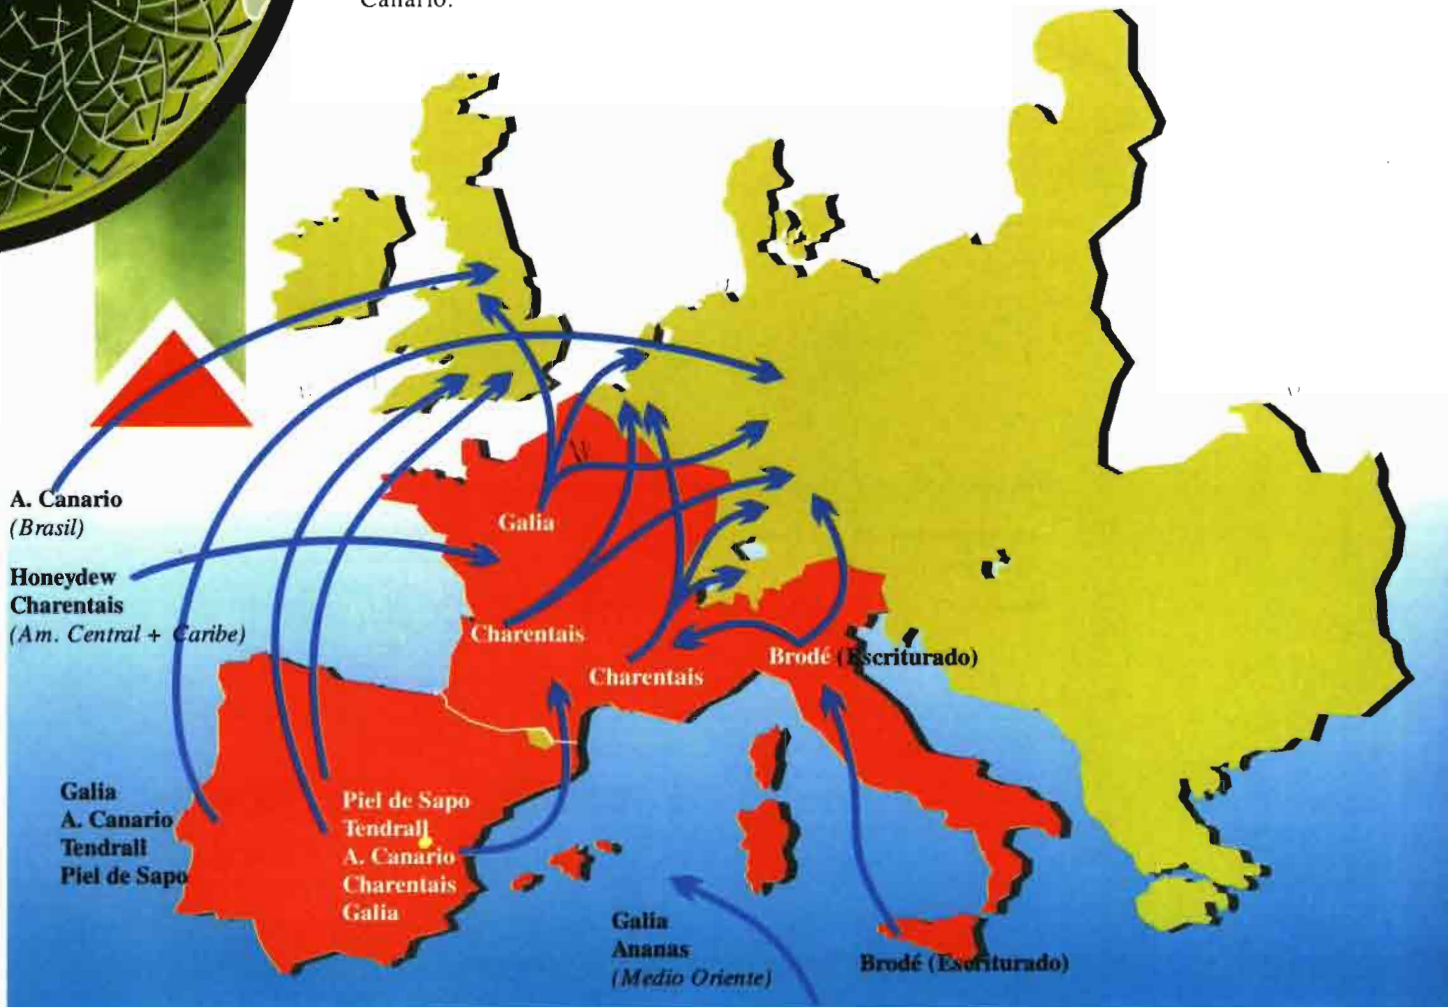 Canario.
A. Canario
(Brasil)
Honeydew
Charentais
(Am. Central + Caribe)
Galia
Charentais
Charentais
Brodé (Escriturado)
Galia
A. Canario
Tendrall
Piel de Sapo
Piel de Sapo
Tendrall
A. Canario
Charentais
Galia
Galia
Ananas
(Medio Oriente)
Brodé (Escriturado)